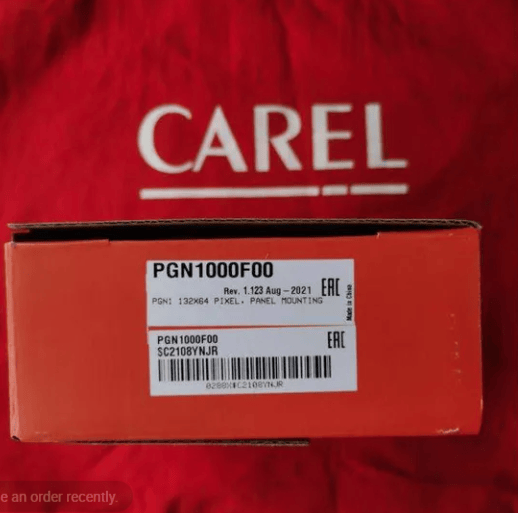 CAREL
PGN1000F00
Rev. 1.123 Aug - 2021 EAC
PGN1 132X64 PIXEL, PANEL MOUNTING
Made in China
PGN1000F00 EAC
SC2108YNJR
e an order recently.